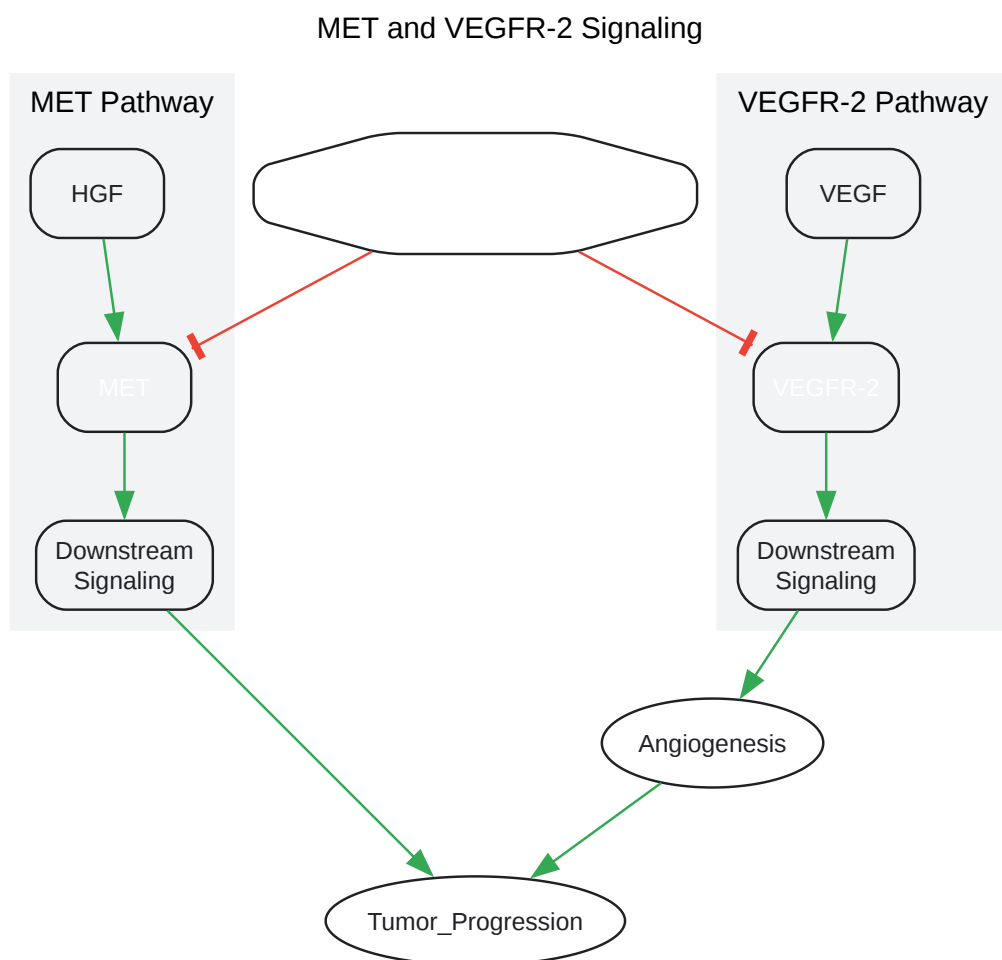 MET and VEGFR-2 Signaling
MET Pathway
HGF
MET
Downstream
Signaling
VEGFR-2 Pathway
VEGF
VEGFR-2
Downstream
Signaling
Angiogenesis
Tumor_Progression